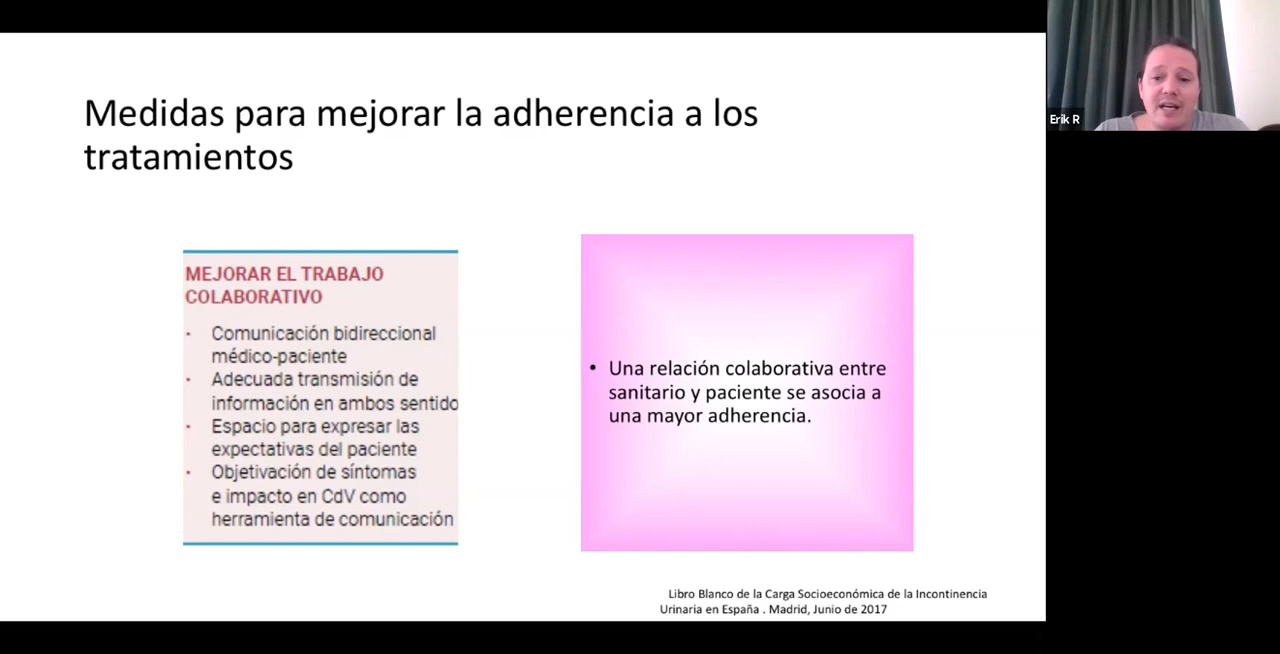 Medidas para mejorar la adherencia a los
tratamientos
MEJORAR EL TRABAJO
COLABORATIVO
· Comunicación bidireccional
médico-paciente
· Adecuada transmisión de
información en ambos sentido
· Espacio para expresar las
expectativas del paciente
· Objetivación de síntomas
e impacto en CdV como
herramienta de comunicación
• Una relación colaborativa entre
sanitario y paciente se asocia a
una mayor adherencia.
Libro Blanco de la Carga Socioeconómica de la Incontinencia
Urinaria en España . Madrid, Junio de 2017
Erik R